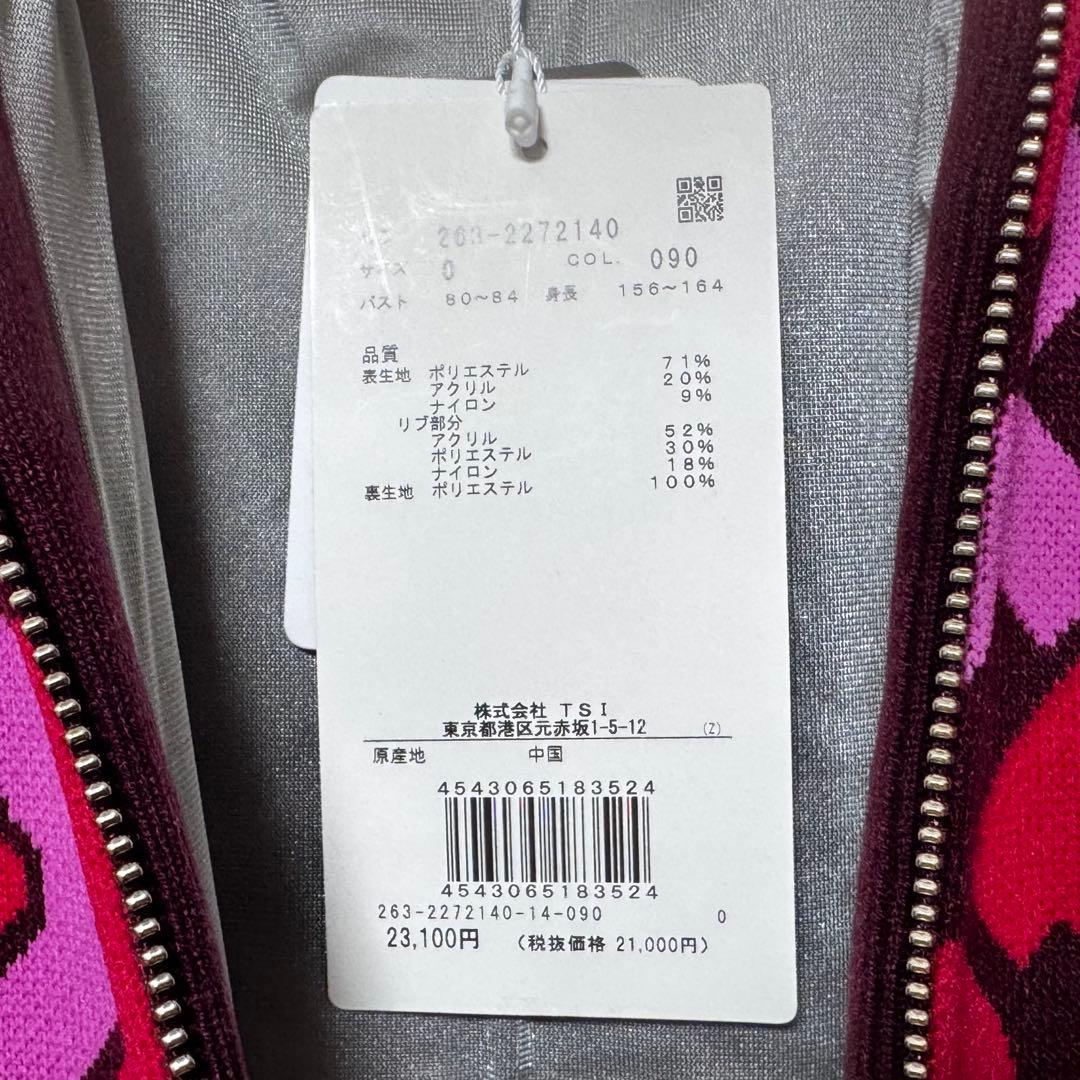 263-2272140
サイズ 0 COL. 090
バスト 80～84 身長 156～164
品質
表生地 ポリエステル 71%
アクリル 20%
ナイロン 9%
リブ部分
アクリル 52%
ポリエステル 30%
ナイロン 18%
裏生地 ポリエステル 100%
株式会社 TSI
東京都港区元赤坂1-5-12 (Z)
原産地 中国
4543065183524
4543065183524
263-2272140-14-090 0
23,100円 (税抜価格 21,000円)